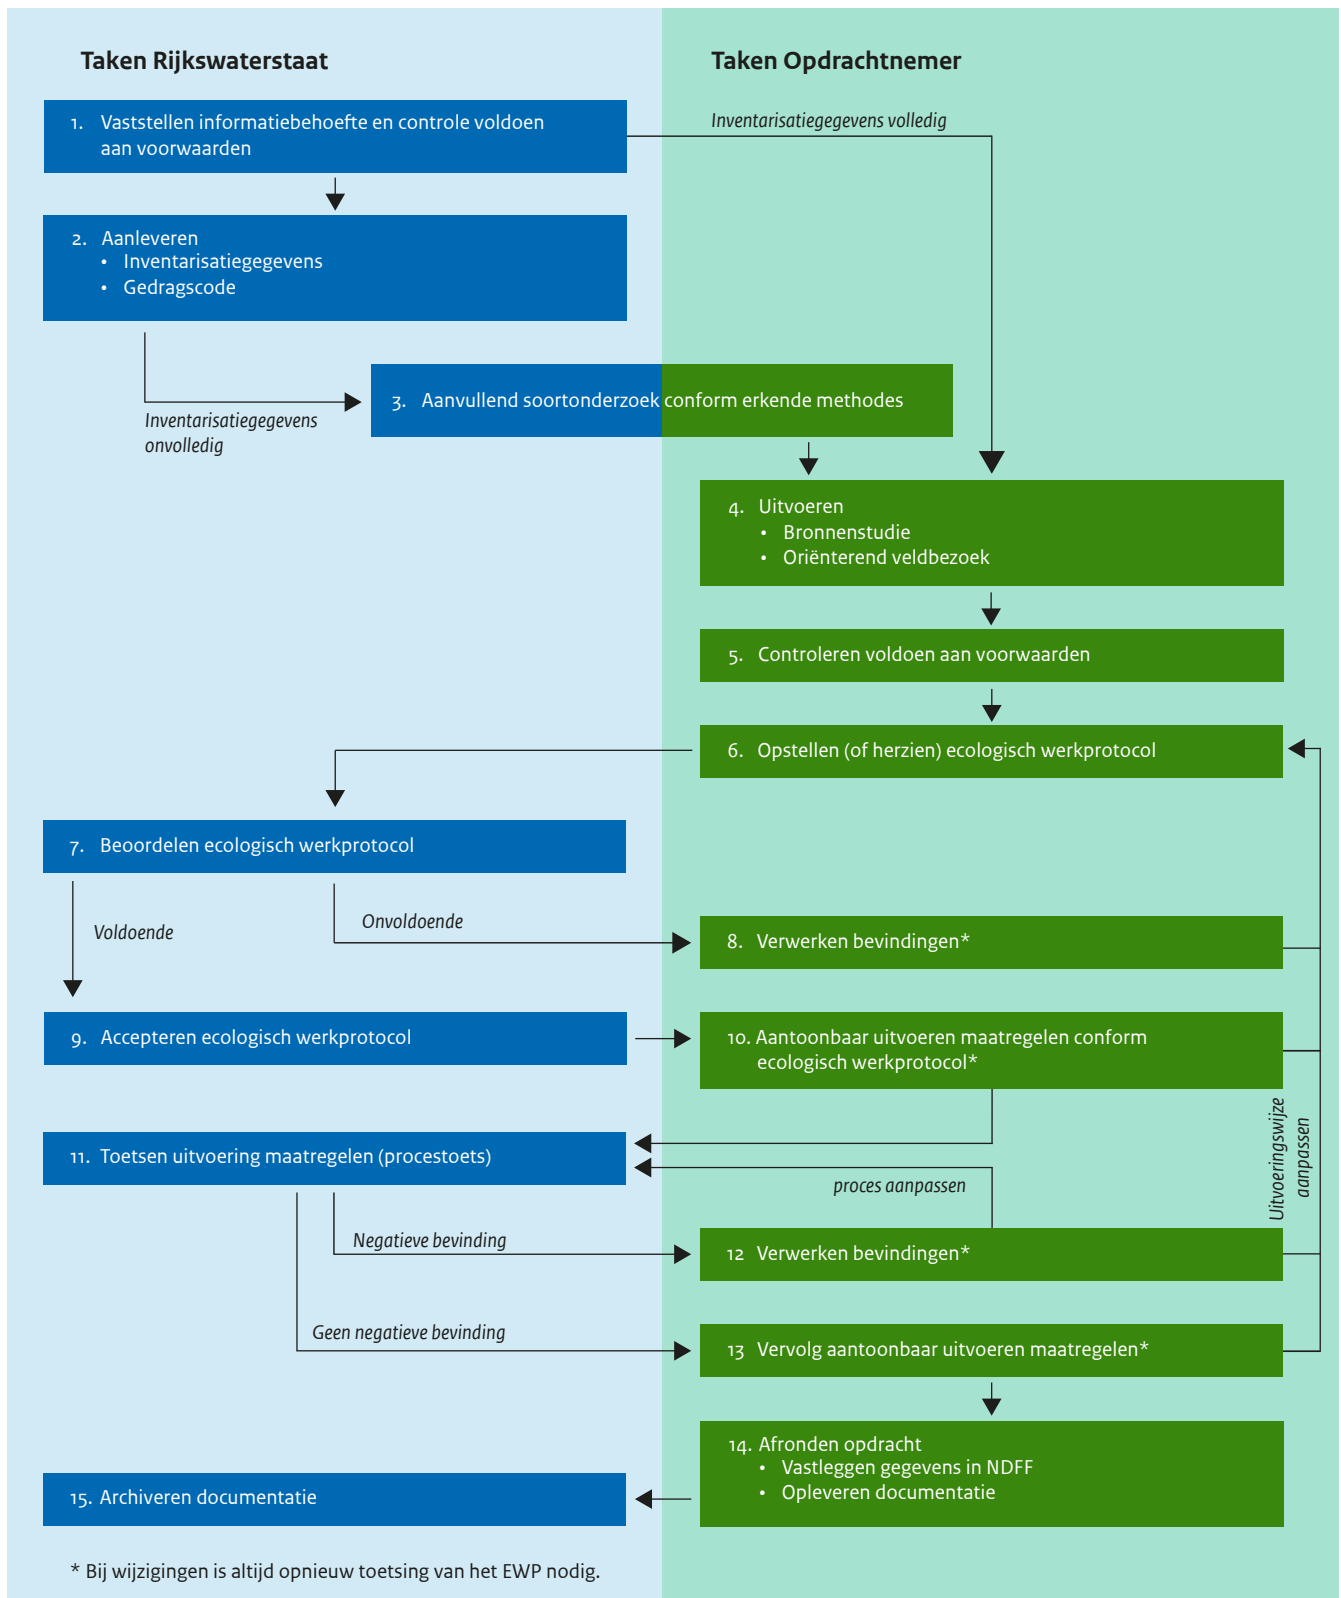 Taken Rijkswaterstaat
Taken Opdrachtnemer
1. Vaststellen informatiebehoefte en controle voldoen
aan voorwaarden
Inventarisatiegegevens volledig
2. Aanleveren
• Inventarisatiegegevens
• Gedragscode
Inventarisatiegegevens
onvolledig
3. Aanvullend soortonderzoek conform erkende methodes
4. Uitvoeren
• Bronnenstudie
• Oriënterend veldbezoek
5. Controleren voldoen aan voorwaarden
6. Opstellen (of herzien) ecologisch werkprotocol
7. Beoordelen ecologisch werkprotocol
Voldoende
Onvoldoende
8. Verwerken bevindingen*
9. Accepteren ecologisch werkprotocol
10. Aantoonbaar uitvoeren maatregelen conform
ecologisch werkprotocol*
Uitvoeringswijze
aanpassen
11. Toetsen uitvoering maatregelen (procestoets)
proces aanpassen
Negatieve bevinding
12 Verwerken bevindingen*
Geen negatieve bevinding
13 Vervolg aantoonbaar uitvoeren maatregelen*
14. Afronden opdracht
• Vastleggen gegevens in NDFF
• Opleveren documentatie
15. Archiveren documentatie
* Bij wijzigingen is altijd opnieuw toetsing van het EWP nodig.